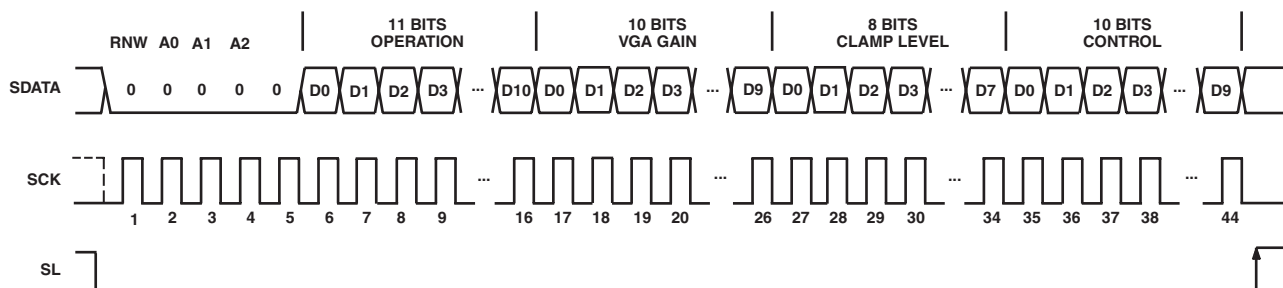 11 BITS
OPERATION
10 BITS
VGA GAIN
8 BITS
CLAMP LEVEL
10 BITS
CONTROL
RNW A0 A1 A2
SDATA 0 0 0 0 0 D0 D1 D2 D3 ... D10 D0 D1 D2 D3 ... D9 D0 D1 D2 D3 ... D7 D0 D1 D2 D3 ... D9
SCK ... ... ... ...
1 2 3 4 5 6 7 8 9 16 17 18 19 20 26 27 28 29 30 34 35 36 37 38 44
SL